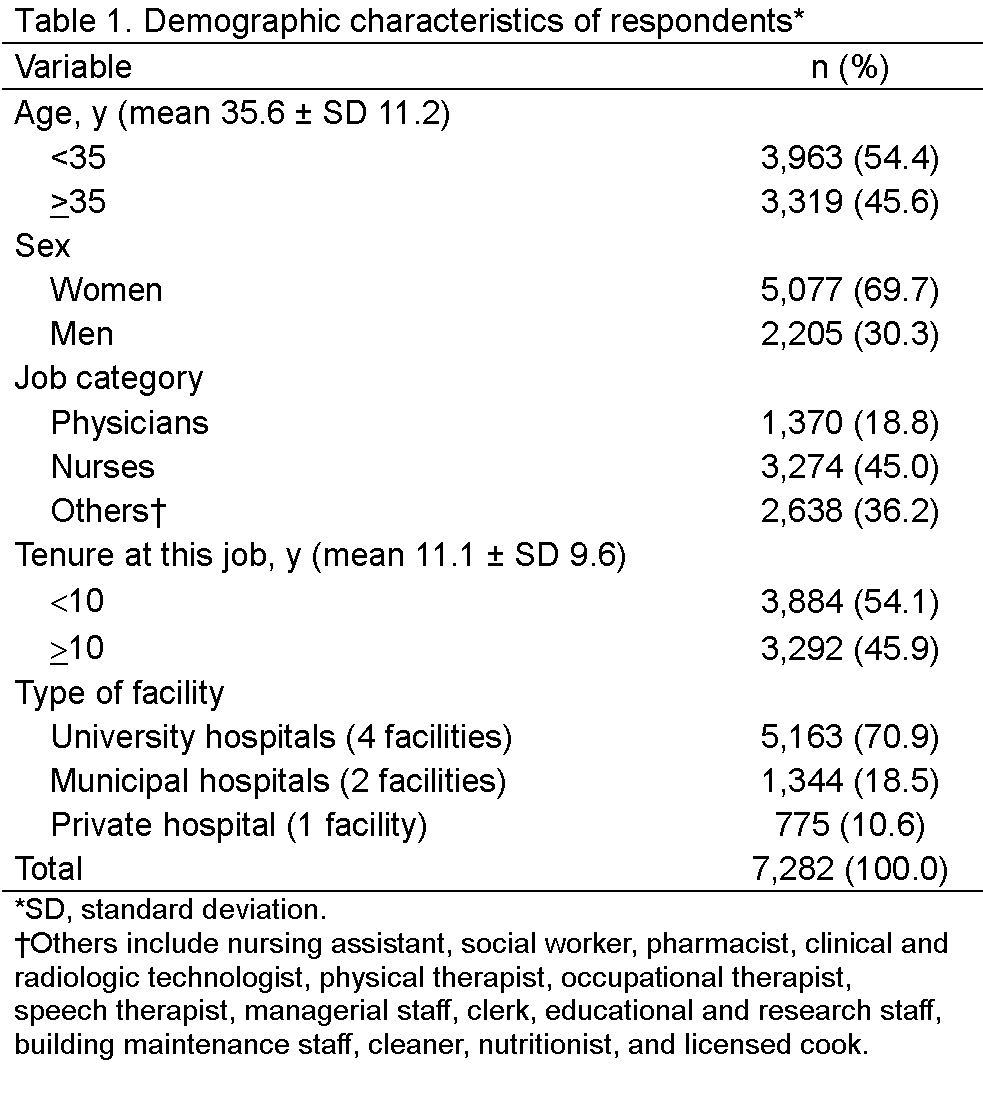 Table 1. Demographic characteristics of respondents*
Variable n (%)
Age, y (mean 35.6 ± SD 11.2)
<35 3,963 (54.4)
≥35 3,319 (45.6)
Sex
Women 5,077 (69.7)
Men 2,205 (30.3)
Job category
Physicians 1,370 (18.8)
Nurses 3,274 (45.0)
Others† 2,638 (36.2)
Tenure at this job, y (mean 11.1 ± SD 9.6)
<10 3,884 (54.1)
≥10 3,292 (45.9)
Type of facility
University hospitals (4 facilities) 5,163 (70.9)
Municipal hospitals (2 facilities) 1,344 (18.5)
Private hospital (1 facility) 775 (10.6)
Total 7,282 (100.0)
*SD, standard deviation.
†Others include nursing assistant, social worker, pharmacist, clinical and
radiologic technologist, physical therapist, occupational therapist,
speech therapist, managerial staff, clerk, educational and research staff,
building maintenance staff, cleaner, nutritionist, and licensed cook.